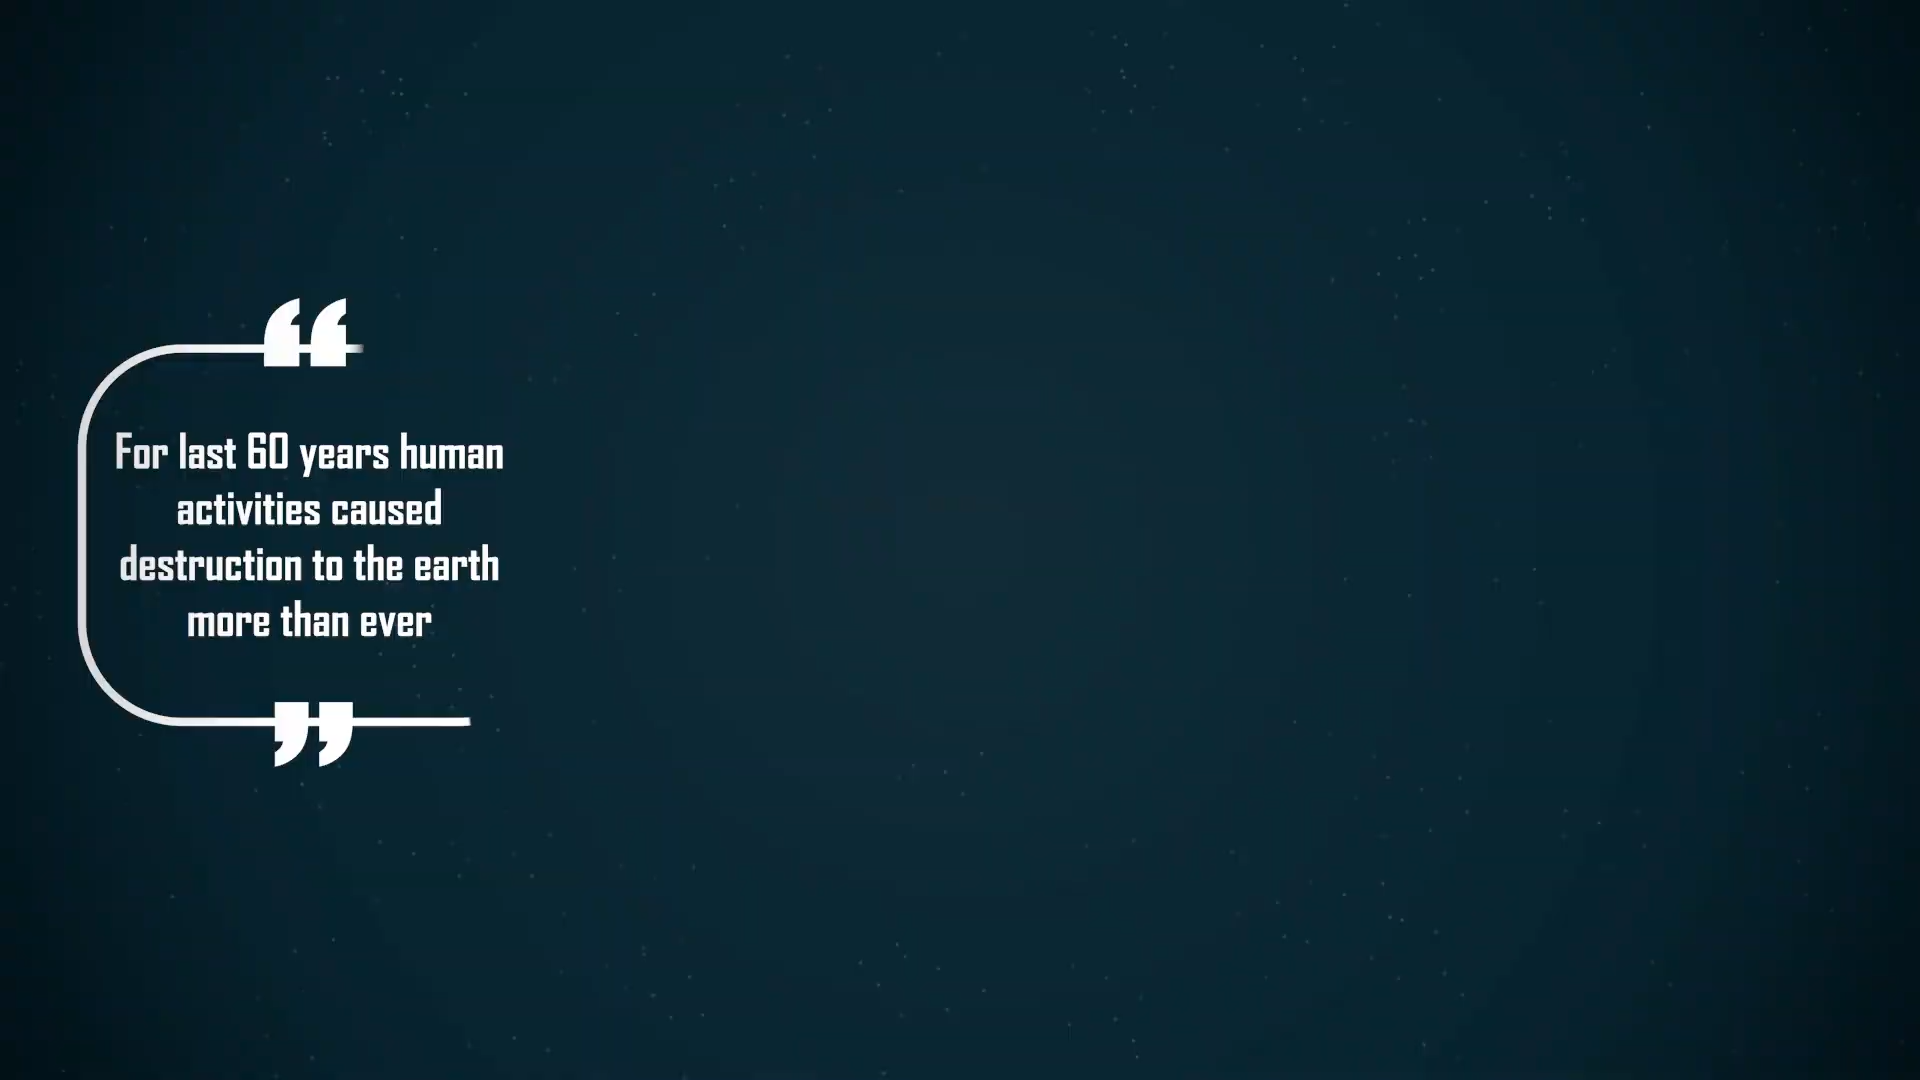 “
For last 60 years human
activities caused
destruction to the earth
more than ever
”